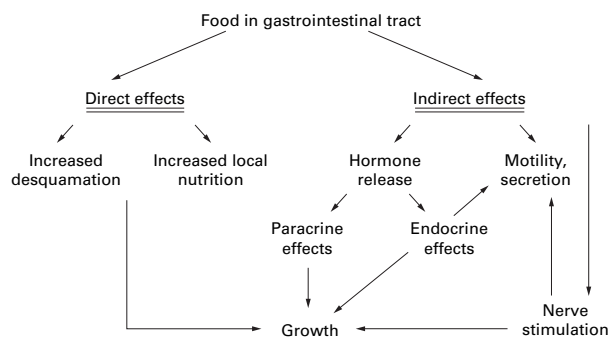 Food in gastrointestinal tract
Direct effects
Indirect effects
Increased
desquamation
Increased local
nutrition
Hormone
release
Motility,
secretion
Paracrine
effects
Endocrine
effects
Growth
Nerve
stimulation